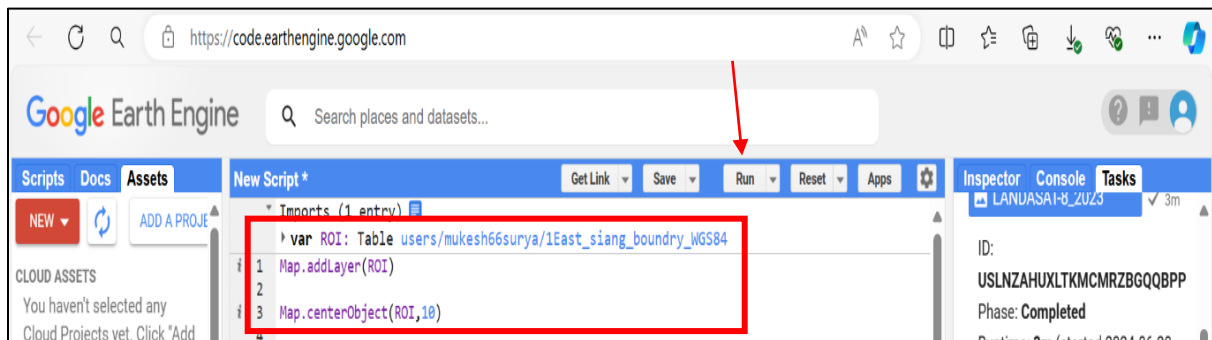 https://code.earthengine.google.com
Google Earth Engine
Search places and datasets...
Scripts Docs Assets
NEW
ADD A PROJE
CLOUD ASSETS
You haven't selected any
Cloud Projects yet. Click "Add
New Script *
Get Link Save Run Reset Apps
Imports (1 entry)
var ROI: Table users/mukesh66surya/1East_siang_boundry_WGS84
i 1 Map.addLayer(ROI)
2
i 3 Map.centerObject(ROI,10)
4
Inspector Console Tasks
LANDASAT-8_2023 ✓ 3m
ID:
USLNZAHUXLTKMCMRZBGQQBPP
Phase: Completed